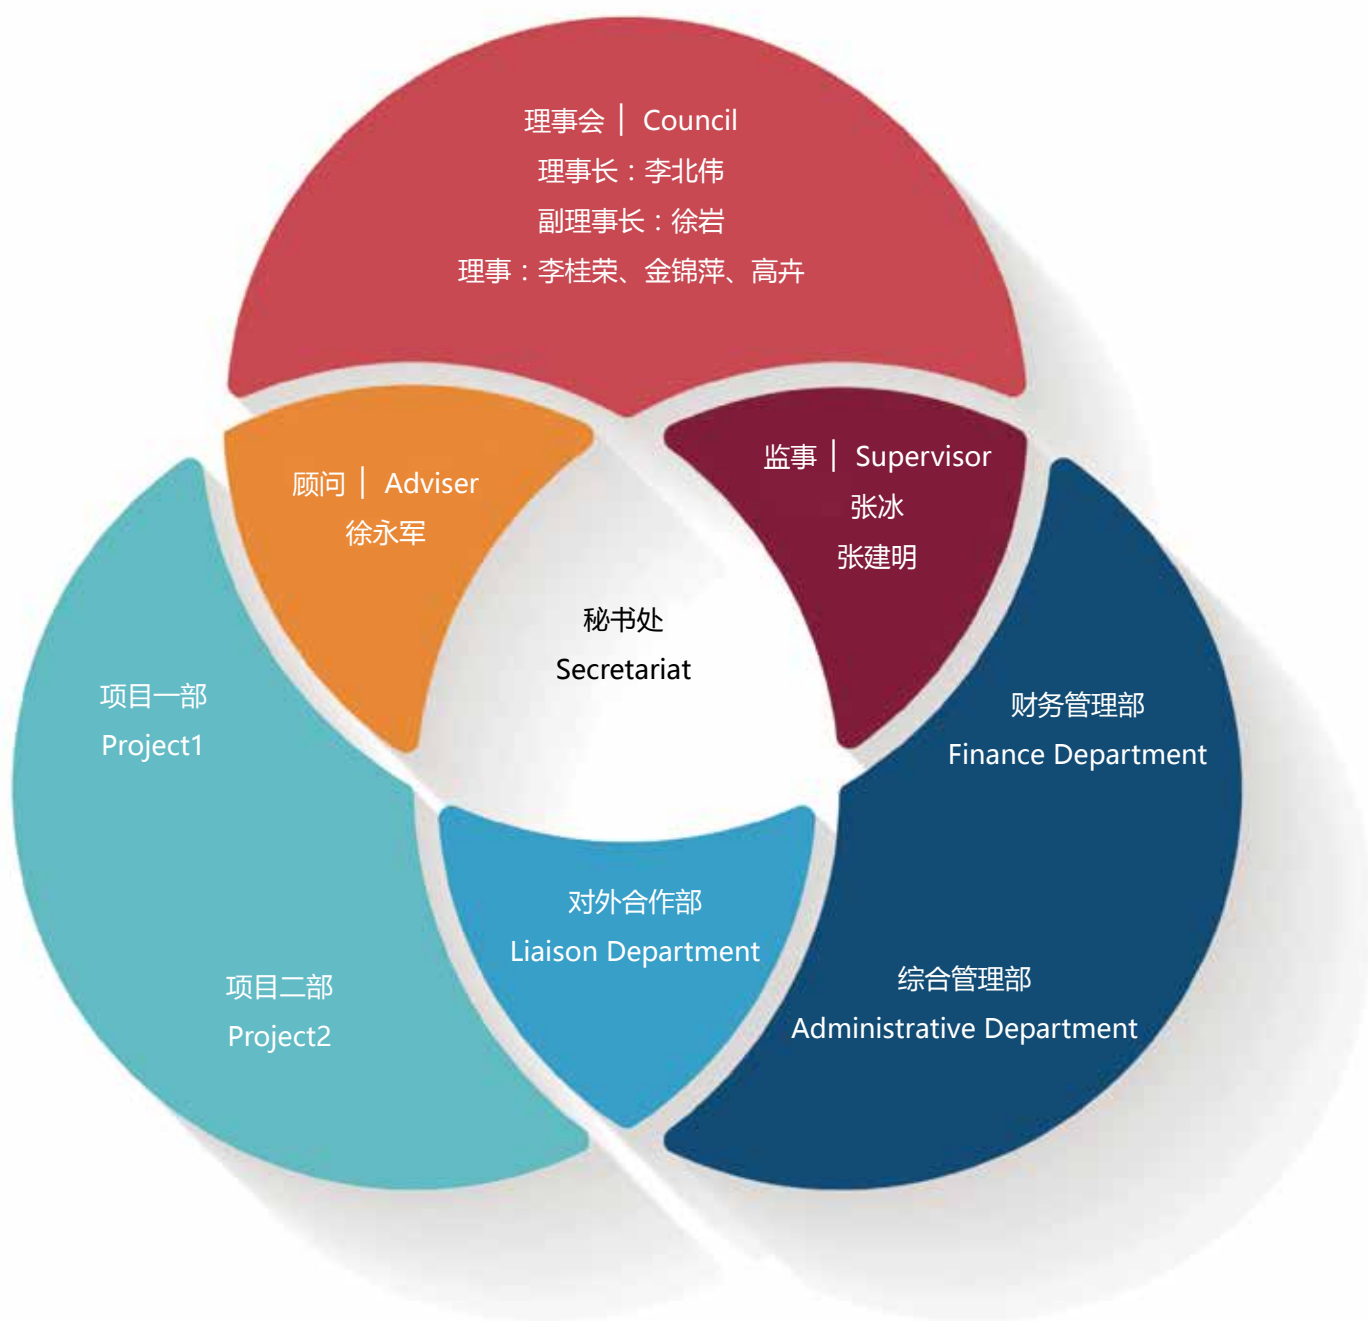 理事会 | Council
理事长：李北伟
副理事长：徐岩
理事：李桂荣、金锦萍、高卉
顾问 | Adviser
徐永军
监事 | Supervisor
张冰
张建明
秘书处
Secretariat
项目一部
Project1
财务管理部
Finance Department
对外合作部
Liaison Department
项目二部
Project2
综合管理部
Administrative Department